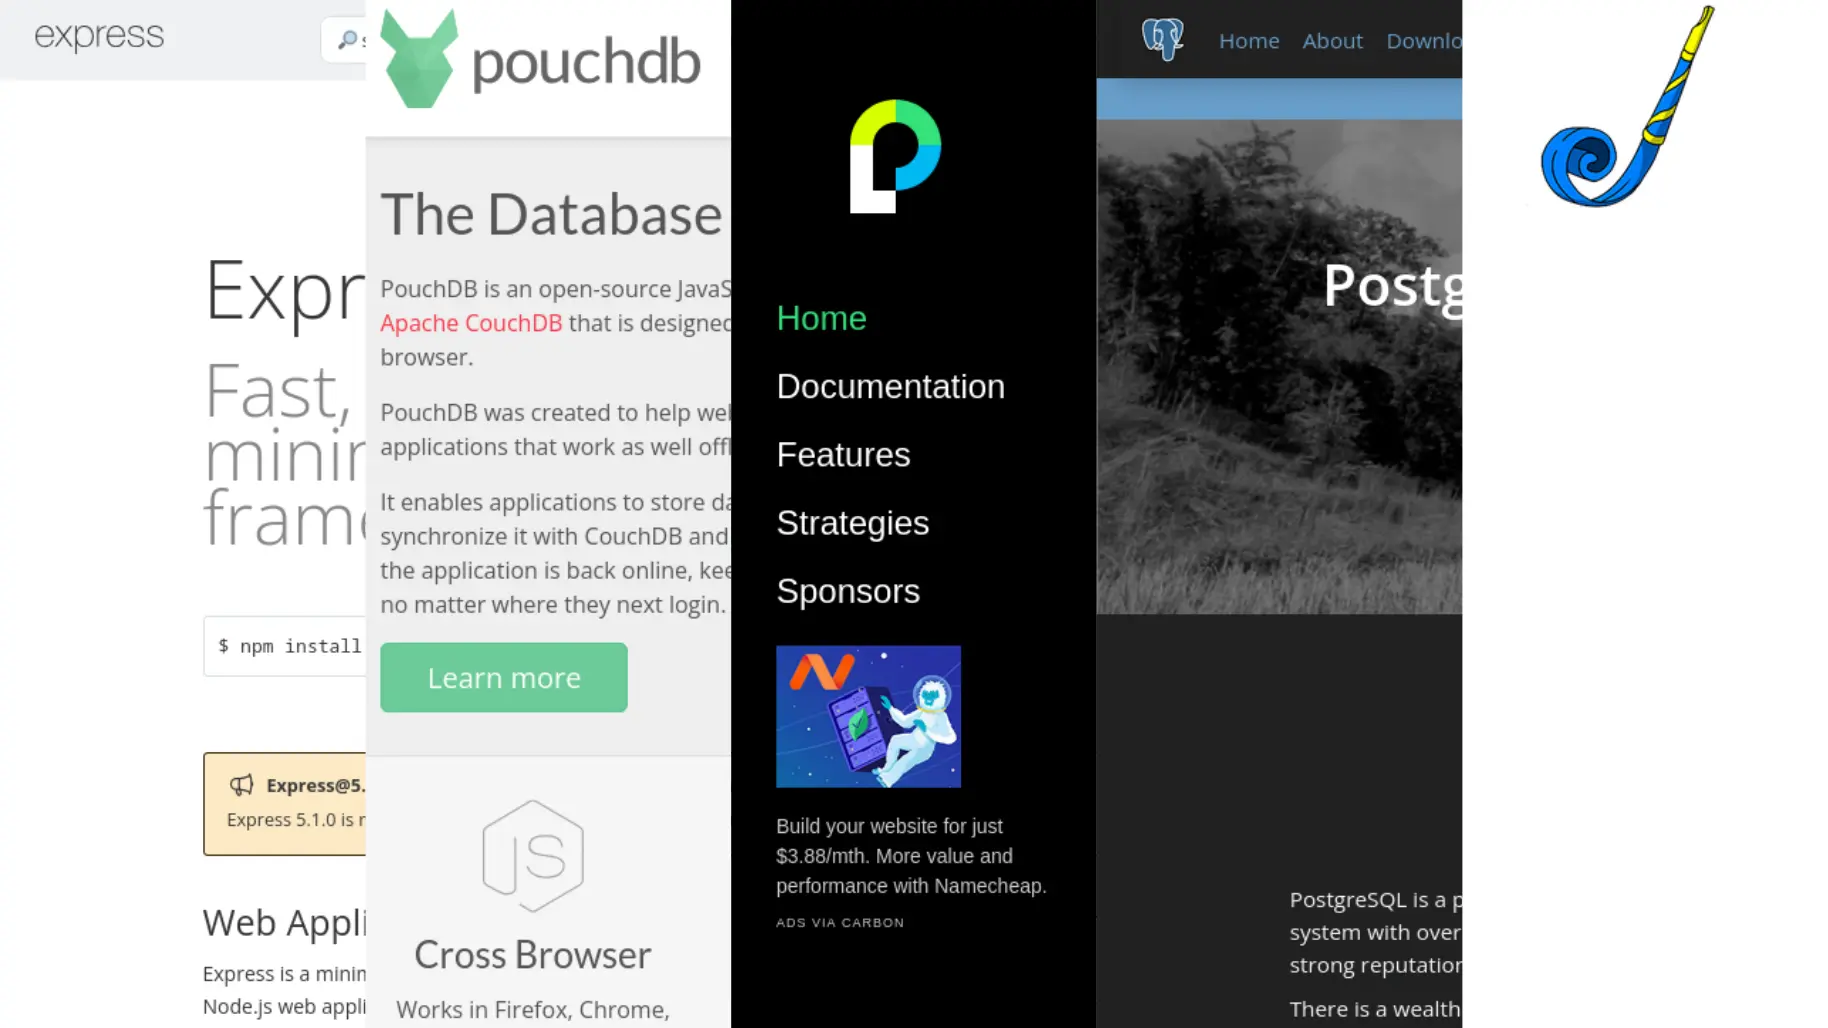 express
Expr
Fast,
minin
frame
$ npm install
Express@5.
Express 5.1.0 is
Web Appli
Express is a minin
Node.js web appli
pouchdb
The Database
PouchDB is an open-source JavaS
Apache CouchDB that is designed
browser.
PouchDB was created to help we
applications that work as well off
It enables applications to store da
synchronize it with CouchDB and
the application is back online, kee
no matter where they next login.
Learn more
JS
Cross Browser
Works in Firefox, Chrome,
Home
Documentation
Features
Strategies
Sponsors
Build your website for just
$3.88/mth. More value and
performance with Namecheap.
ADS VIA CARBON
Home About Downlo
Postg
PostgreSQL is a p
system with over
strong reputation
There is a wealth